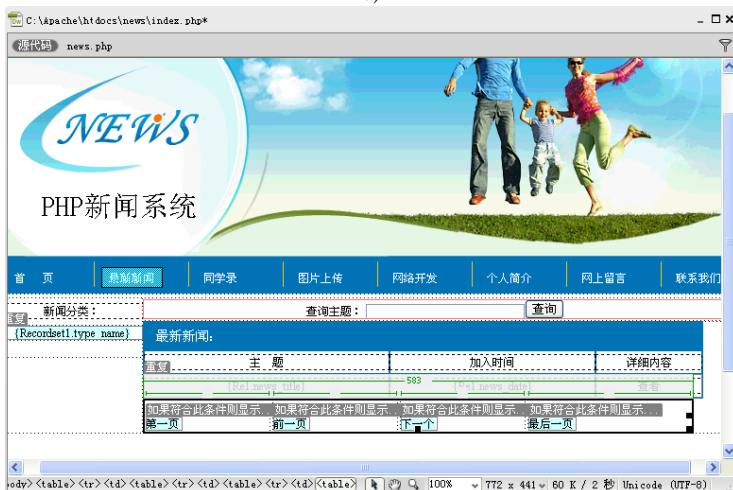 C:\Apache\htdocs\news\index.php*
源代码 news.php
NEWS
PHP新闻系统
首 页 最新新闻 同学录 图片上传 网络开发 个人简介 网上留言 联系我们
新闻分类: 查询主题: 查询
重复
{Recordset1.type_name} 最新新闻:
重复 主 题 加入时间 详细内容
583
{Re1.news_title} {Re1.news_date} 查看
如果符合此条件则显示... 如果符合此条件则显示... 如果符合此条件则显示... 如果符合此条件则显示...
第一页 前一页 下一个 最后一页
ody> <table> <tr> <td> <table> <tr> <td> <table> <tr> <td> <table> <tr> <td> <table> 100% 772 x 441 60 K / 2 秒 Unicode (UTF-8)